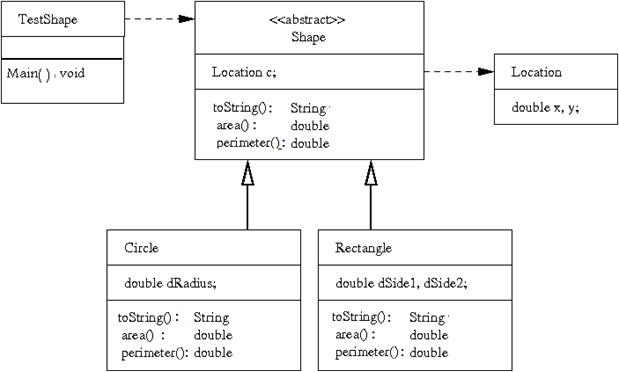 TestShape
Main( ) : void
<<abstract>>
Shape
Location c;
toString(): String
area() : double
perimeter(): double
Location
double x, y;
Circle
double dRadius;
toString() : String
area() : double
perimeter(): double
Rectangle
double dSide1, dSide2;
toString() : String
area() : double
perimeter(): double